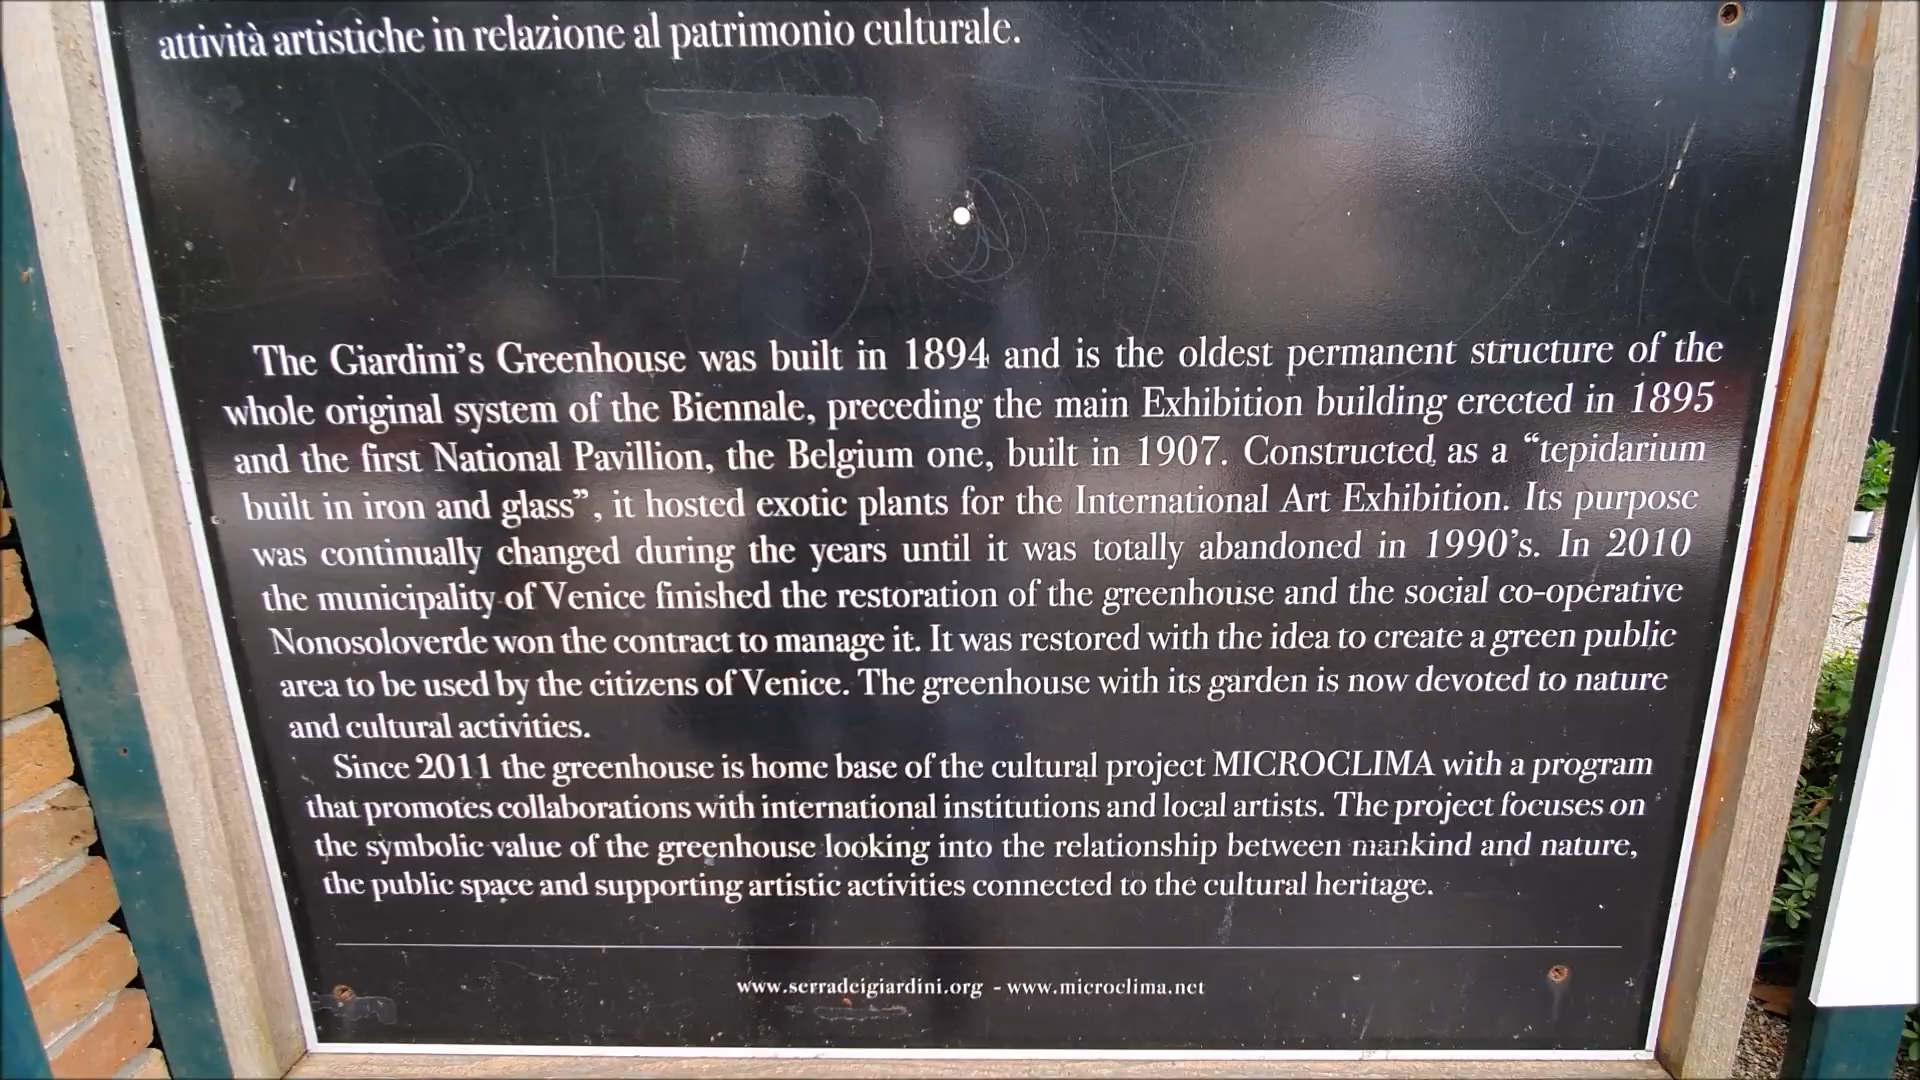 attività artistiche in relazione al patrimonio culturale.
The Giardini’s Greenhouse was built in 1894 and is the oldest permanent structure of the
whole original system of the Biennale, preceding the main Exhibition building erected in 1895
and the first National Pavillion, the Belgium one, built in 1907. Constructed as a “tepidarium
built in iron and glass”, it hosted exotic plants for the International Art Exhibition. Its purpose
was continually changed during the years until it was totally abandoned in 1990’s. In 2010
the municipality of Venice finished the restoration of the greenhouse and the social co-operative
Nonosoloverde won the contract to manage it. It was restored with the idea to create a green public
area to be used by the citizens of Venice. The greenhouse with its garden is now devoted to nature
and cultural activities.
Since 2011 the greenhouse is home base of the cultural project MICROCLIMA with a program
that promotes collaborations with international institutions and local artists. The project focuses on
the symbolic value of the greenhouse looking into the relationship between mankind and nature,
the public space and supporting artistic activities connected to the cultural heritage.
www.serradeigiardini.org - www.microclima.net